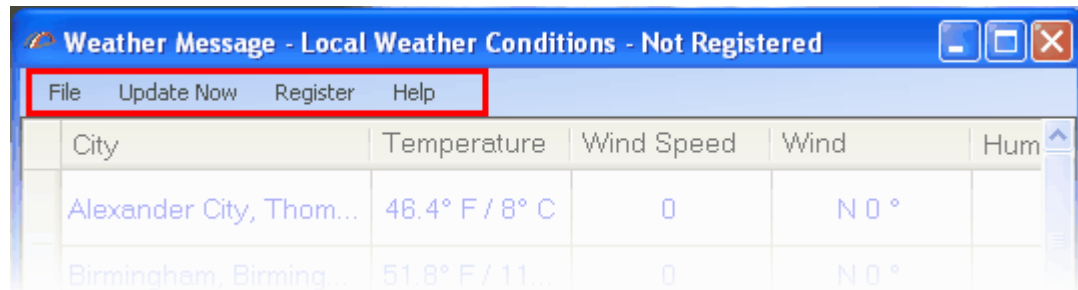 Weather Message - Local Weather Conditions - Not Registered
File Update Now Register Help
City Temperature Wind Speed Wind Hum
Alexander City, Thom... 46.4° F / 8° C 0 N 0 °
Birmingham, Birming... 51.8° F / 11... 0 N 0 °